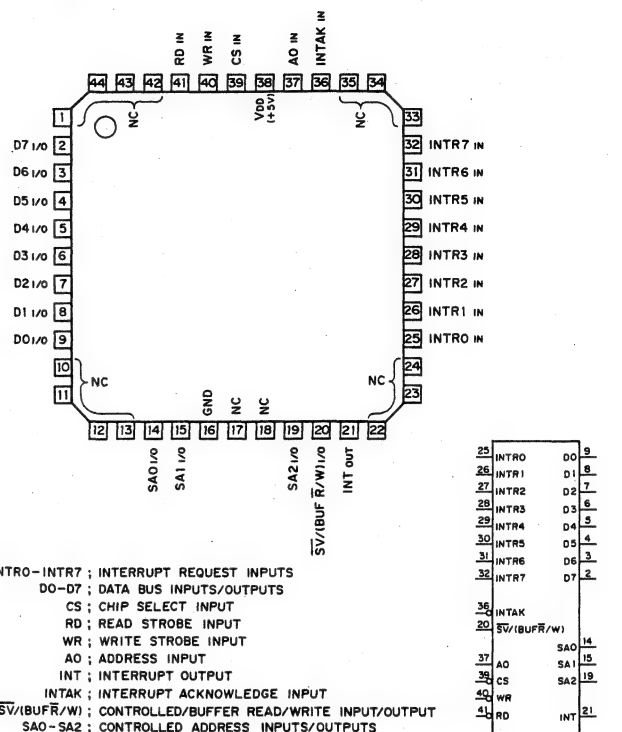 RD IN
WR IN
CS IN
AO IN
INTAK IN
44 43 42 41 40 39 38 37 36 35 34
NC
VDD (+5V)
NC
1
33
D7 I/O 2
32 INTR7 IN
D6 I/O 3
31 INTR6 IN
D5 I/O 4
30 INTR5 IN
D4 I/O 5
29 INTR4 IN
D3 I/O 6
28 INTR3 IN
D2 I/O 7
27 INTR2 IN
D1 I/O 8
26 INTR1 IN
D0 I/O 9
25 INTR0 IN
10
24
NC
NC
11
23
GND
NC
NC
12 13 14 15 16 17 18 19 20 21 22
SA0 I/O
SA1 I/O
SA2 I/O
S̅V̅/(BUF R̅/W) I/O
INT OUT
25 INTR0 D0 9
26 INTR1 D1 8
27 INTR2 D2 7
28 INTR3 D3 6
29 INTR4 D4 5
30 INTR5 D5 4
31 INTR6 D6 3
32 INTR7 D7 2
36 INTAK
20 S̅V̅/(BUFR̅/W)
SA0 14
37 A0 SA1 15
39 CS SA2 19
40 WR
41 RD INT 21
NTR0-INTR7 ; INTERRUPT REQUEST INPUTS
D0-D7 ; DATA BUS INPUTS/OUTPUTS
CS ; CHIP SELECT INPUT
RD ; READ STROBE INPUT
WR ; WRITE STROBE INPUT
A0 ; ADDRESS INPUT
INT ; INTERRUPT OUTPUT
INTAK ; INTERRUPT ACKNOWLEDGE INPUT
S̅V̅/(BUFR̅/W) ; CONTROLLED/BUFFER READ/WRITE INPUT/OUTPUT
SA0-SA2 ; CONTROLLED ADDRESS INPUTS/OUTPUTS